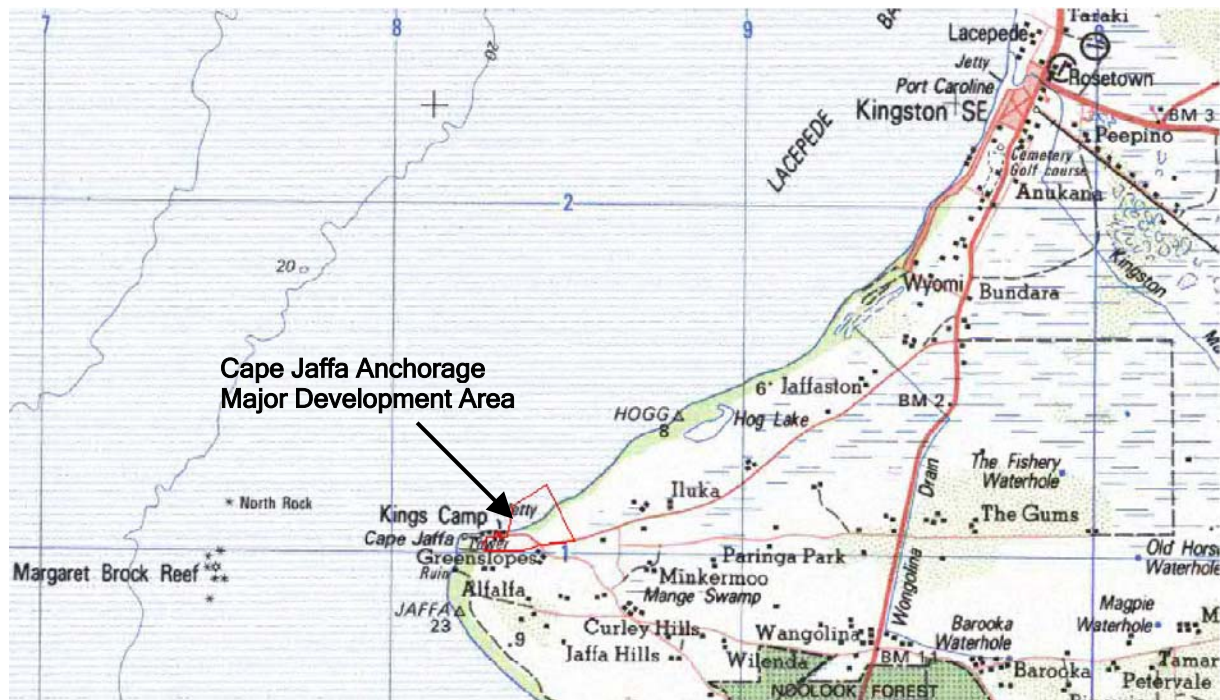 7
8
9
20
BA
Taraki
Lacepede
Jetty
Port Caroline
Rosetown
Kingston SE
BM 3
Peepino
LACEPEDE
Cemetery
Golf course
Anukana
2
20
Kingston
Wyomi
Bundara
Cape Jaffa Anchorage
Major Development Area
6
Jaffaston
BM 2
HOGG
8
Hog Lake
The Fishery
Waterhole
Drain
North Rock
Iluka
Jetty
Kings Camp
The Gums
Cape Jaffa
Tower
Greenslopes
1
Paringa Park
Old Horse
Waterhole
Margaret Brock Reef
Ruin
Minkermoo
Mange Swamp
Alfalfa
Wongolina
JAFFA
23
Magpie
Waterhole
9
Curley Hills
Wangolina
Barooka
Waterhole
Jaffa Hills
Wilenda
BM 11
Barooka
Tamar
Petervale
NOOLOOK FOREST